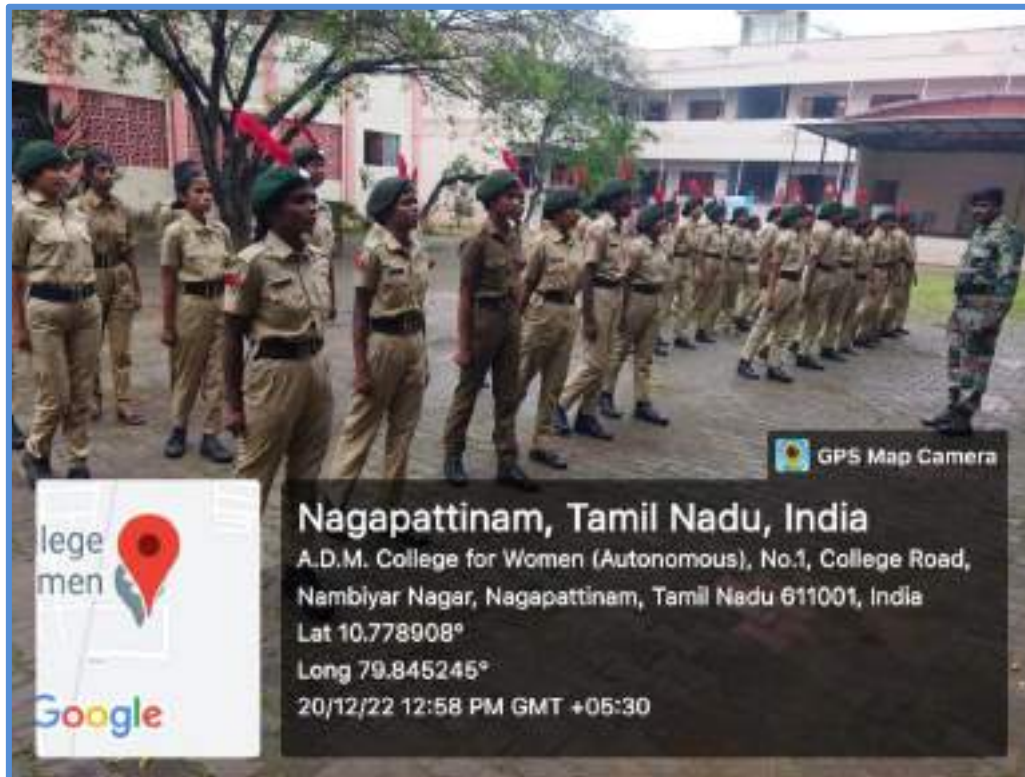 GPS Map Camera
lege
men
Google
Nagapattinam, Tamil Nadu, India
A.D.M. College for Women (Autonomous), No.1, College Road,
Nambiyar Nagar, Nagapattinam, Tamil Nadu 611001, India
Lat 10.778908°
Long 79.845245°
20/12/22 12:58 PM GMT +05:30